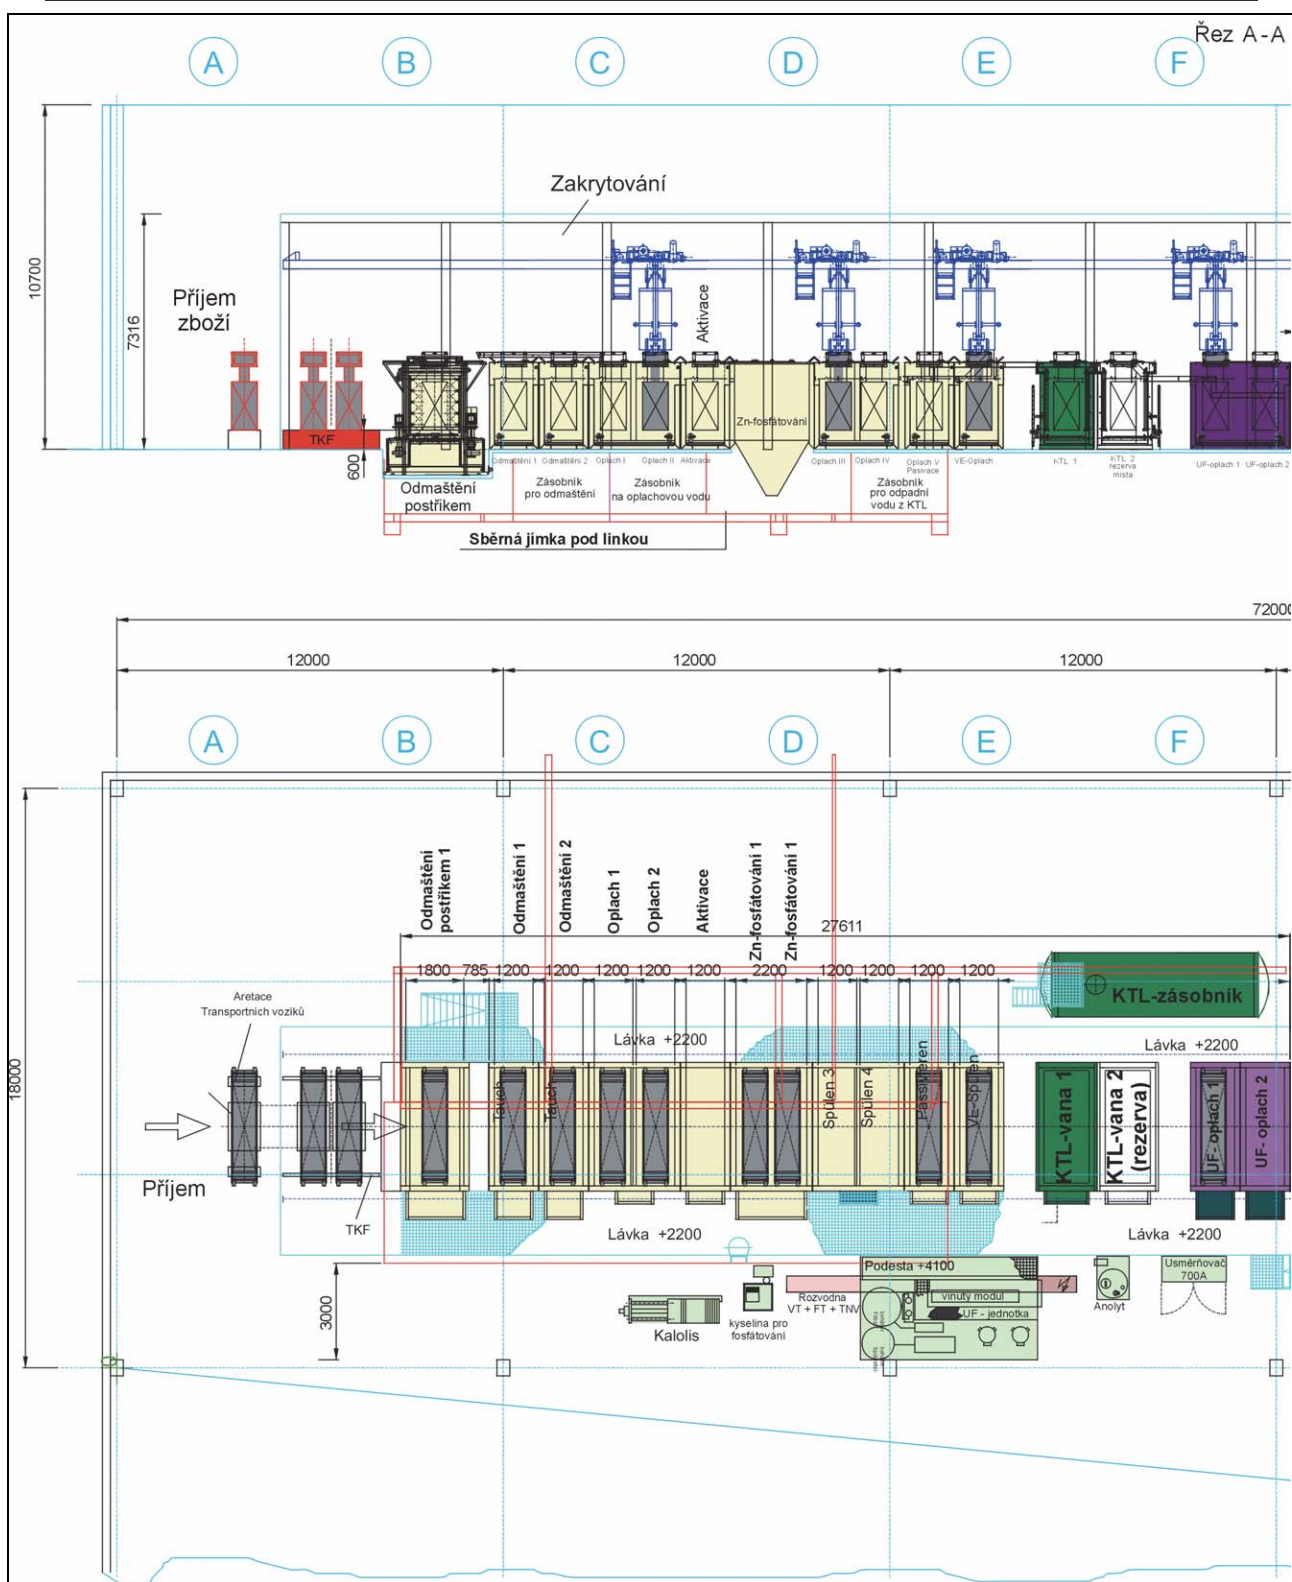 Řez A-A
A
B
C
D
E
F
10700
7316
600
Zakrytování
Příjem
zboží
Aktivace
TKF
Zn-fosfátování
Odmaštění 1
Odmaštění 2
Oplach I
Oplach II
Aktivace
Oplach III
Oplach IV
Oplach V
Pasivace
VE-Oplach
KTL 1
KTL 2
rezerva
místa
UF-oplach 1
UF-oplach 2
Odmaštění
postřikem
Zásobník
pro odmaštění
Zásobník
na oplachovou vodu
Zásobník
pro odpadní
vodu z KTL
Sběrná jímka pod linkou
72000
12000
12000
12000
A
B
C
D
E
F
18000
Odmaštění
postřikem 1
Odmaštění 1
Odmaštění 2
Oplach 1
Oplach 2
Aktivace
Zn-fosfátování 1
Zn-fosfátování 1
27611
1800
785
1200
1200
1200
1200
1200
2200
1200
1200
1200
1200
KTL-zásobník
Aretace
Transportních vozíků
Lávka +2200
Lávka +2200
Tauch
Tauch
Spülen 3
Spülen 4
Passivieren
VE-Spülen
KTL-vana 1
KTL-vana 2
(rezerva)
UF- oplach 1
UF- oplach 2
Příjem
TKF
Lávka +2200
Lávka +2200
3000
Podesta +4100
Usměrňovač
700A
Rozvodna
VT + FT + TNV
vinutý modul
UF - jednotka
Anolyt
Kalolis
kyselina pro
fosfátování